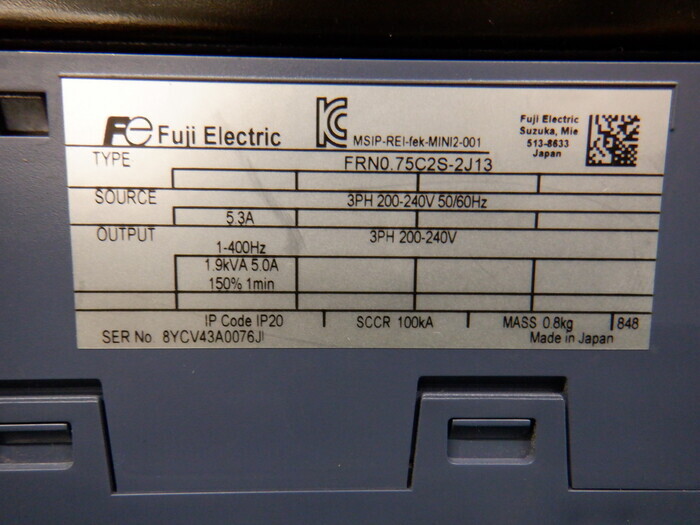 Fe Fuji Electric
MSIP-REI-fek-MINI2-001
Fuji Electric
Suzuka, Mie
513-8633
Japan
TYPE FRN0.75C2S-2J13
SOURCE 3PH 200-240V 50/60Hz
5.3A
OUTPUT 3PH 200-240V
1-400Hz
1.9kVA 5.0A
150% 1min
IP Code IP20 SCCR 100kA MASS 0.8kg 848
SER No. 8YCV43A0076J Made in Japan